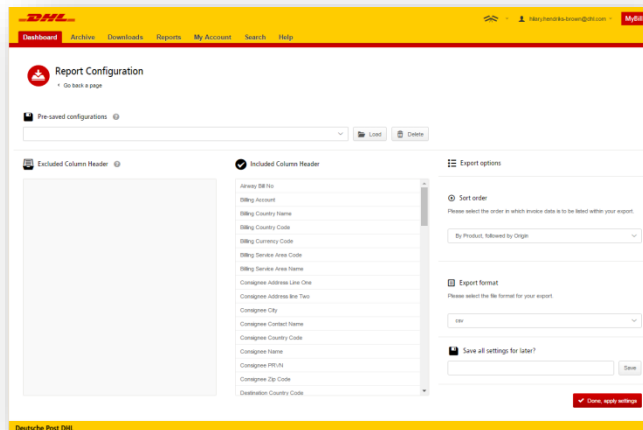 DHL
hilary.hendriks-brown@dhl.com
MyBill
Dashboard Archive Downloads Reports My Account Search Help
Report Configuration
Go back a page
Pre-saved configurations
Load Delete
Excluded Column Header
Included Column Header
Export options
Airway Bill No
Billing Account
Billing Country Name
Billing Country Code
Billing Currency Code
Billing Service Area Code
Billing Service Area Name
Consignee Address Line One
Consignee Address line Two
Consignee City
Consignee Contact Name
Consignee Country Code
Consignee Name
Consignee PRVN
Consignee Zip Code
Destination Country Code
Sort order
Please select the order in which invoice data is to be listed within your export.
By Product, followed by Origin
Export format
Please select the file format for your export.
csv
Save all settings for later?
Save
Done, apply settings
Deutsche Post DHL